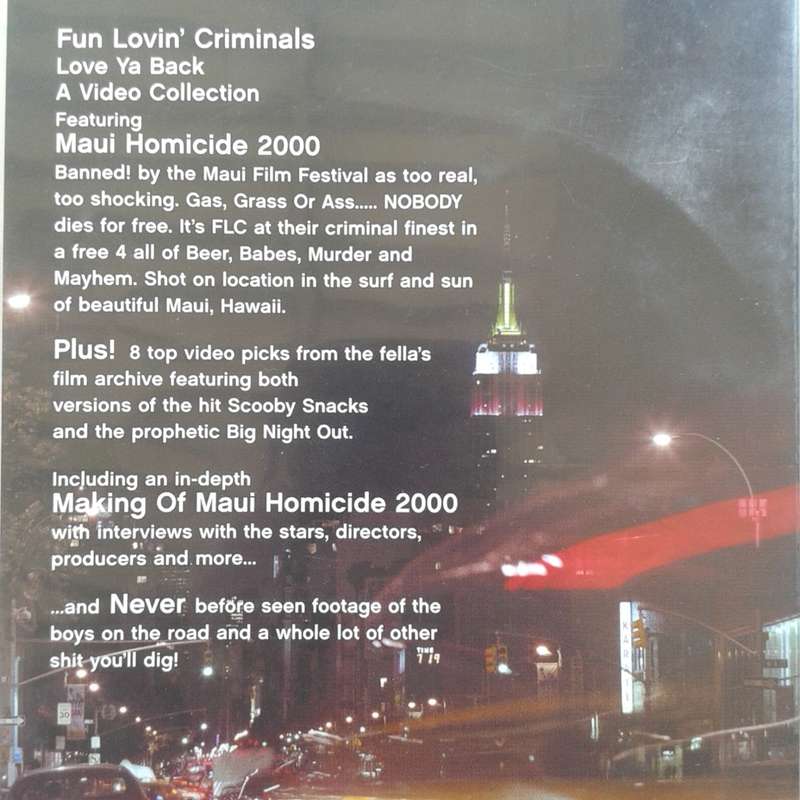 Fun Lovin' Criminals
Love Ya Back
A Video Collection
Featuring
Maui Homicide 2000
Banned! by the Maui Film Festival as too real,
too shocking. Gas, Grass Or Ass..... NOBODY
dies for free. It's FLC at their criminal finest in
a free 4 all of Beer, Babes, Murder and
Mayhem. Shot on location in the surf and sun
of beautiful Maui, Hawaii.
Plus! 8 top video picks from the fella's
film archive featuring both
versions of the hit Scooby Snacks
and the prophetic Big Night Out.
Including an in-depth
Making Of Maui Homicide 2000
with interviews with the stars, directors,
producers and more...
...and Never before seen footage of the
boys on the road and a whole lot of other
shit you'll dig!
TIME
7 19
30